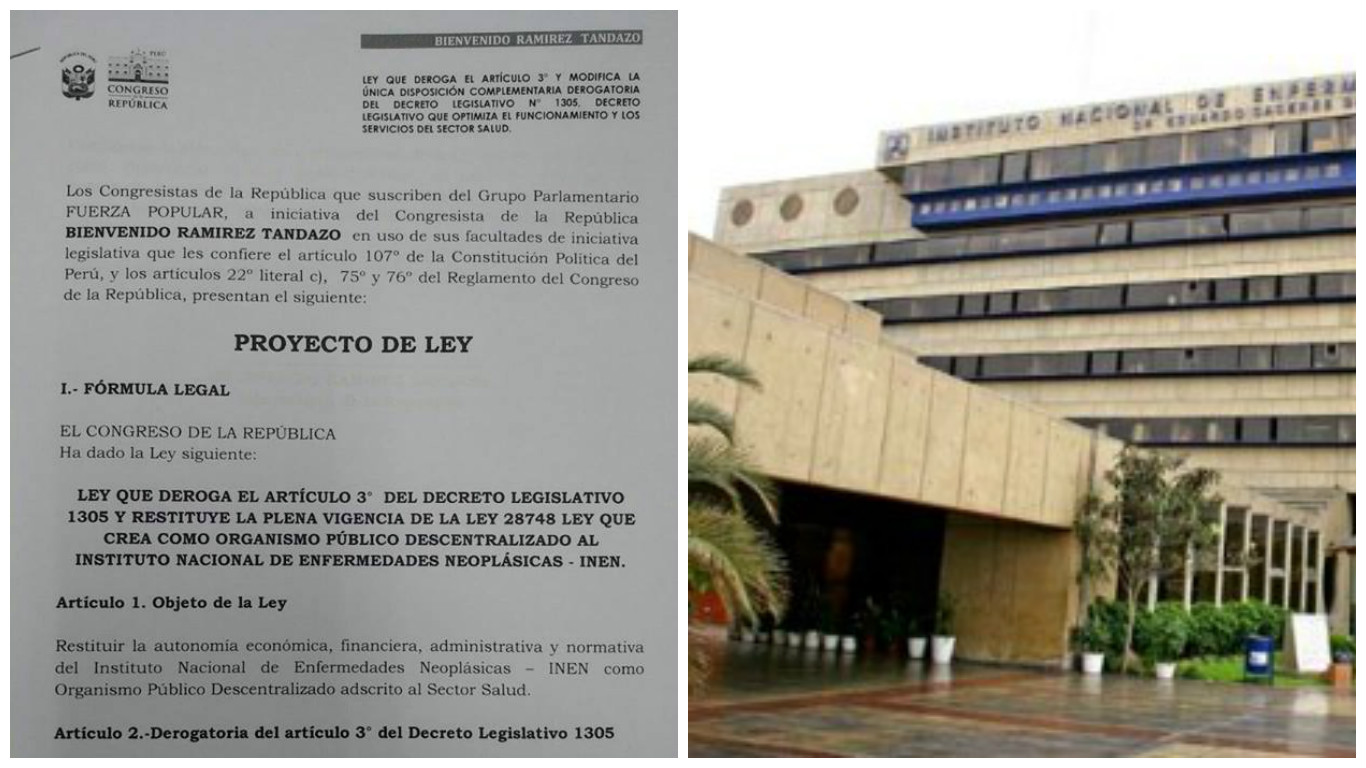 BIENVENIDO RAMIREZ TANDAZO
PERÚ
CONGRESO
REPÚBLICA
LEY QUE DEROGA EL ARTÍCULO 3° Y MODIFICA LA
ÚNICA DISPOSICIÓN COMPLEMENTARIA DEROGATORIA
DEL DECRETO LEGISLATIVO N° 1305, DECRETO
LEGISLATIVO QUE OPTIMIZA EL FUNCIONAMIENTO Y LOS
SERVICIOS DEL SECTOR SALUD.
Los Congresistas de la República que suscriben del Grupo Parlamentario
FUERZA POPULAR, a iniciativa del Congresista de la República
BIENVENIDO RAMIREZ TANDAZO en uso de sus facultades de iniciativa
legislativa que les confiere el artículo 107° de la Constitución Política del
Perú, y los artículos 22° literal c), 75° y 76° del Reglamento del Congreso
de la República, presentan el siguiente:
PROYECTO DE LEY
I.- FÓRMULA LEGAL
EL CONGRESO DE LA REPÚBLICA
Ha dado la Ley siguiente:
LEY QUE DEROGA EL ARTÍCULO 3° DEL DECRETO LEGISLATIVO
1305 Y RESTITUYE LA PLENA VIGENCIA DE LA LEY 28748 LEY QUE
CREA COMO ORGANISMO PÚBLICO DESCENTRALIZADO AL
INSTITUTO NACIONAL DE ENFERMEDADES NEOPLÁSICAS - INEN.
Artículo 1. Objeto de la Ley
Restituir la autonomía económica, financiera, administrativa y normativa
del Instituto Nacional de Enfermedades Neoplásicas – INEN como
Organismo Público Descentralizado adscrito al Sector Salud.
Artículo 2.-Derogatoria del artículo 3° del Decreto Legislativo 1305
INSTITUTO NACIONAL DE ENFERM
DR. EDUARDO CACERES